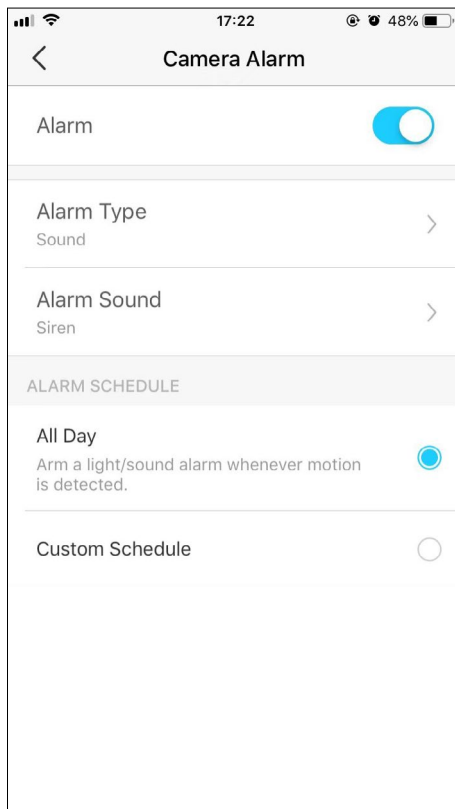 17:22 48%
Camera Alarm
Alarm
Alarm Type
Sound
Alarm Sound
Siren
ALARM SCHEDULE
All Day
Arm a light/sound alarm whenever motion
is detected.
Custom Schedule